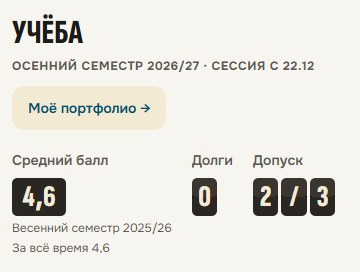 УЧЁБА
ОСЕННИЙ СЕМЕСТР 2026/27 · СЕССИЯ С 22.12
Моё портфолио →
Средний балл Долги Допуск
4,6 0 2 / 3
Весенний семестр 2025/26
За всё время 4,6